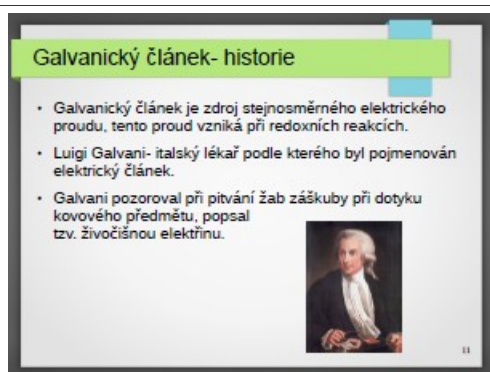 Galvanický článek- historie
• Galvanický článek je zdroj stejnosměrného elektrického
proudu, tento proud vzniká při redoxních reakcích.
• Luigi Galvani- italský lékař podle kterého byl pojmenován
elektrický článek.
• Galvani pozoroval při pitvání žab záškuby při dotyku
kovového předmětu, popsal
tzv. živočišnou elektřinu.
11